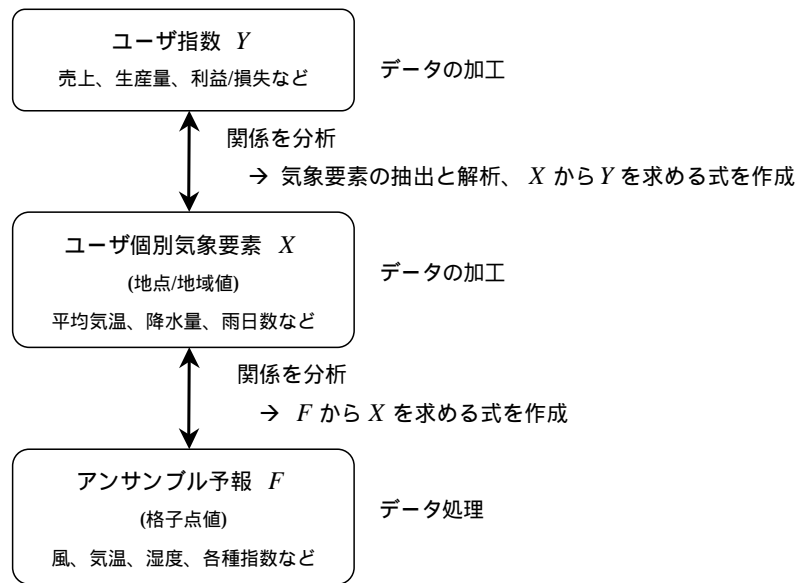 ユーザ指数 Y
売上、生産量、利益/損失など
データの加工
関係を分析
→ 気象要素の抽出と解析、 X から Y を求める式を作成
ユーザ個別気象要素 X
(地点/地域値)
平均気温、降水量、雨日数など
データの加工
関係を分析
→ F から X を求める式を作成
アンサンブル予報 F
(格子点値)
風、気温、湿度、各種指数など
データ処理